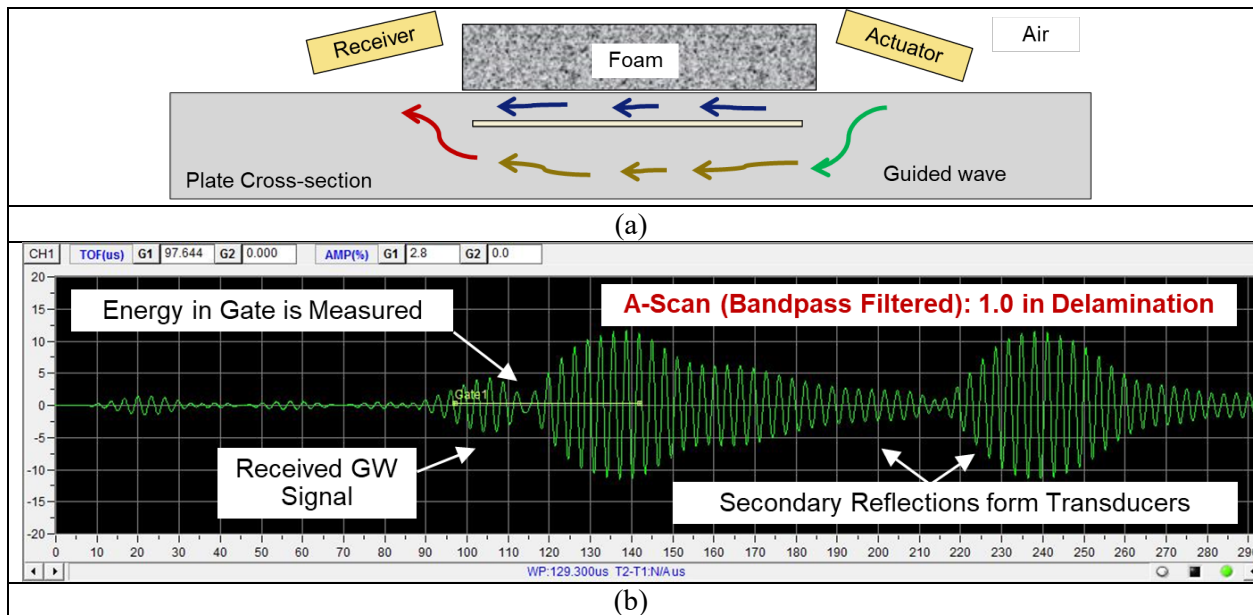 Receiver
Foam
Actuator
Air
Plate Cross-section
Guided wave
(a)
CH1 TOF(us) G1 97.644 G2 0.000 AMP(%) G1 2.8 G2 0.0
20
15
10
5
0
-5
-10
-15
-20
Energy in Gate is Measured
A-Scan (Bandpass Filtered): 1.0 in Delamination
Gate1
Received GW
Signal
Secondary Reflections form Transducers
0 10 20 30 40 50 60 70 80 90 100 110 120 130 140 150 160 170 180 190 200 210 220 230 240 250 260 270 280 290
WP:129.300us T2-T1:N/A us
(b)